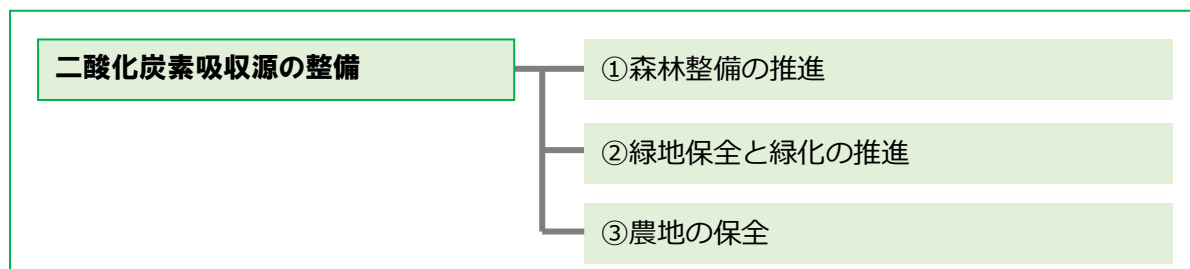 二酸化炭素吸収源の整備
①森林整備の推進
②緑地保全と緑化の推進
③農地の保全